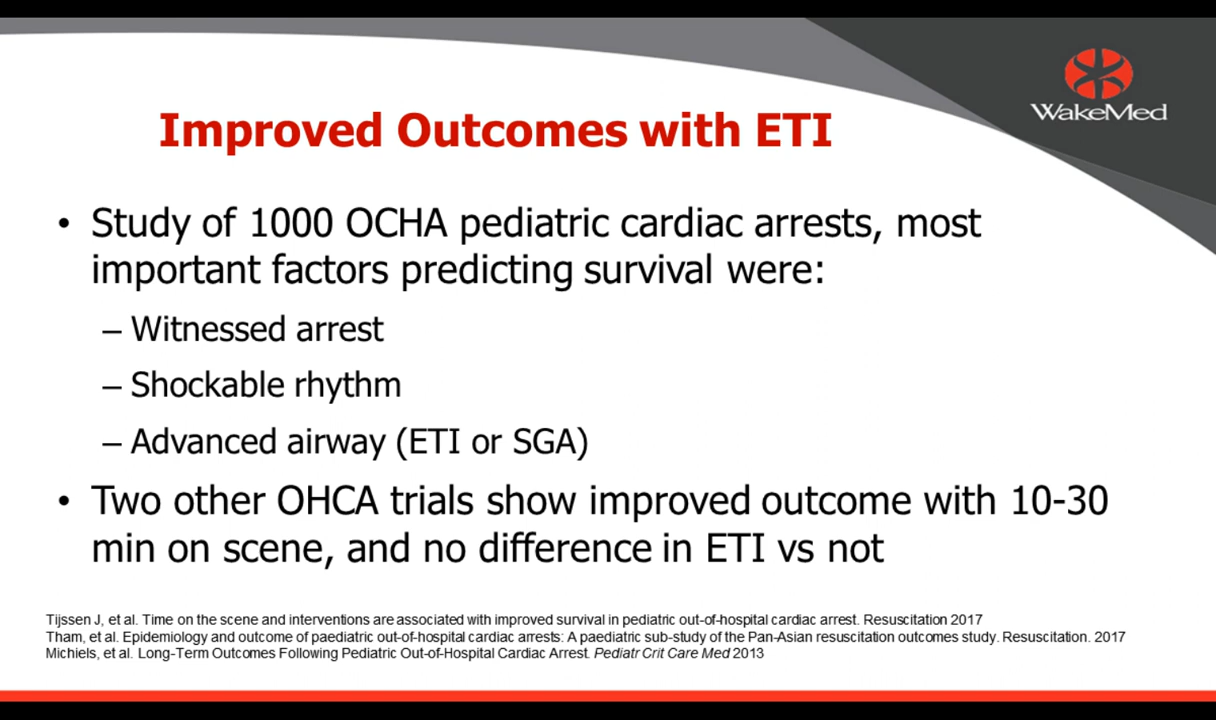 WakeMed
Improved Outcomes with ETI
• Study of 1000 OCHA pediatric cardiac arrests, most
important factors predicting survival were:
– Witnessed arrest
– Shockable rhythm
– Advanced airway (ETI or SGA)
• Two other OHCA trials show improved outcome with 10-30
min on scene, and no difference in ETI vs not
Tijssen J, et al. Time on the scene and interventions are associated with improved survival in pediatric out-of-hospital cardiac arrest. Resuscitation 2017
Tham, et al. Epidemiology and outcome of paediatric out-of-hospital cardiac arrests: A paediatric sub-study of the Pan-Asian resuscitation outcomes study. Resuscitation. 2017
Michiels, et al. Long-Term Outcomes Following Pediatric Out-of-Hospital Cardiac Arrest. Pediatr Crit Care Med 2013